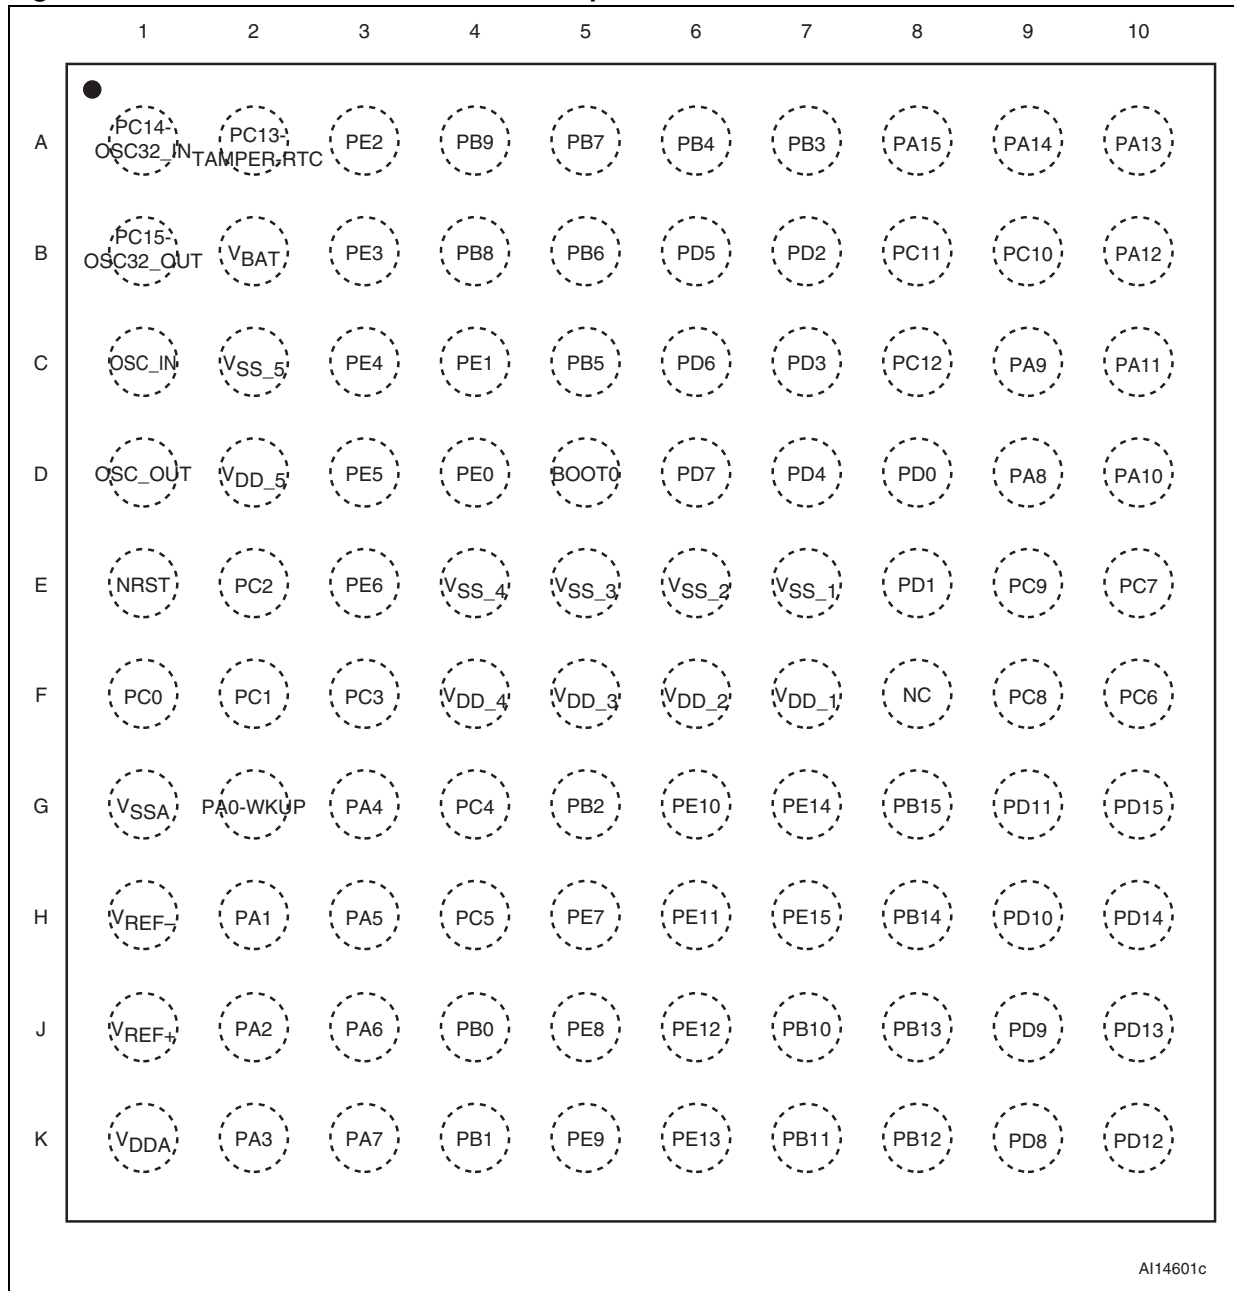 1 2 3 4 5 6 7 8 9 10
A PC14-OSC32_IN PC13-TAMPER-RTC PE2 PB9 PB7 PB4 PB3 PA15 PA14 PA13
B PC15-OSC32_OUT VBAT PE3 PB8 PB6 PD5 PD2 PC11 PC10 PA12
C OSC_IN VSS_5 PE4 PE1 PB5 PD6 PD3 PC12 PA9 PA11
D OSC_OUT VDD_5 PE5 PE0 BOOT0 PD7 PD4 PD0 PA8 PA10
E NRST PC2 PE6 VSS_4 VSS_3 VSS_2 VSS_1 PD1 PC9 PC7
F PC0 PC1 PC3 VDD_4 VDD_3 VDD_2 VDD_1 NC PC8 PC6
G VSSA PA0-WKUP PA4 PC4 PB2 PE10 PE14 PB15 PD11 PD15
H VREF– PA1 PA5 PC5 PE7 PE11 PE15 PB14 PD10 PD14
J VREF+ PA2 PA6 PB0 PE8 PE12 PB10 PB13 PD9 PD13
K VDDA PA3 PA7 PB1 PE9 PE13 PB11 PB12 PD8 PD12
AI14601c